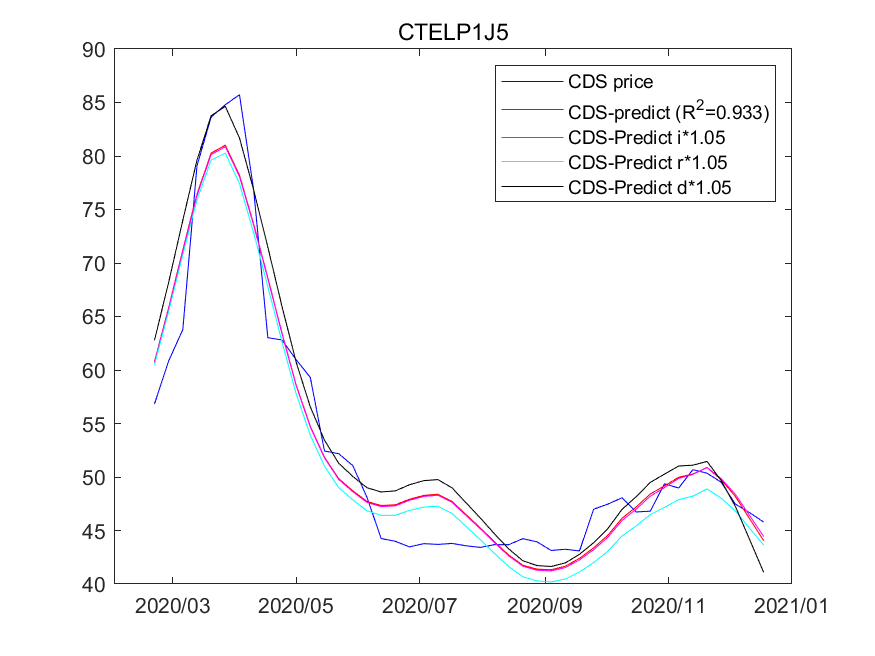 CTELP1J5
90
85
80
75
70
65
60
55
50
45
40
CDS price
CDS-predict (R²=0.933)
CDS-Predict i*1.05
CDS-Predict r*1.05
CDS-Predict d*1.05
2020/03 2020/05 2020/07 2020/09 2020/11 2021/01